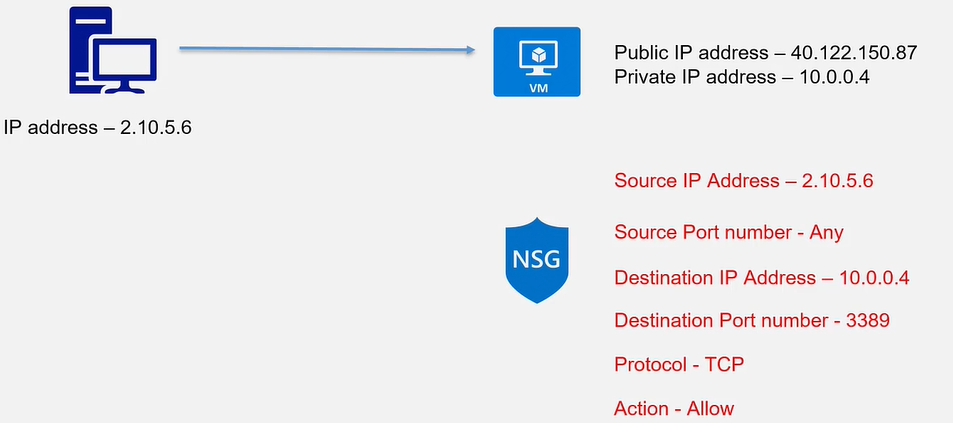 VM
Public IP address – 40.122.150.87
Private IP address – 10.0.0.4
IP address – 2.10.5.6
Source IP Address – 2.10.5.6
Source Port number - Any
NSG
Destination IP Address – 10.0.0.4
Destination Port number - 3389
Protocol - TCP
Action - Allow